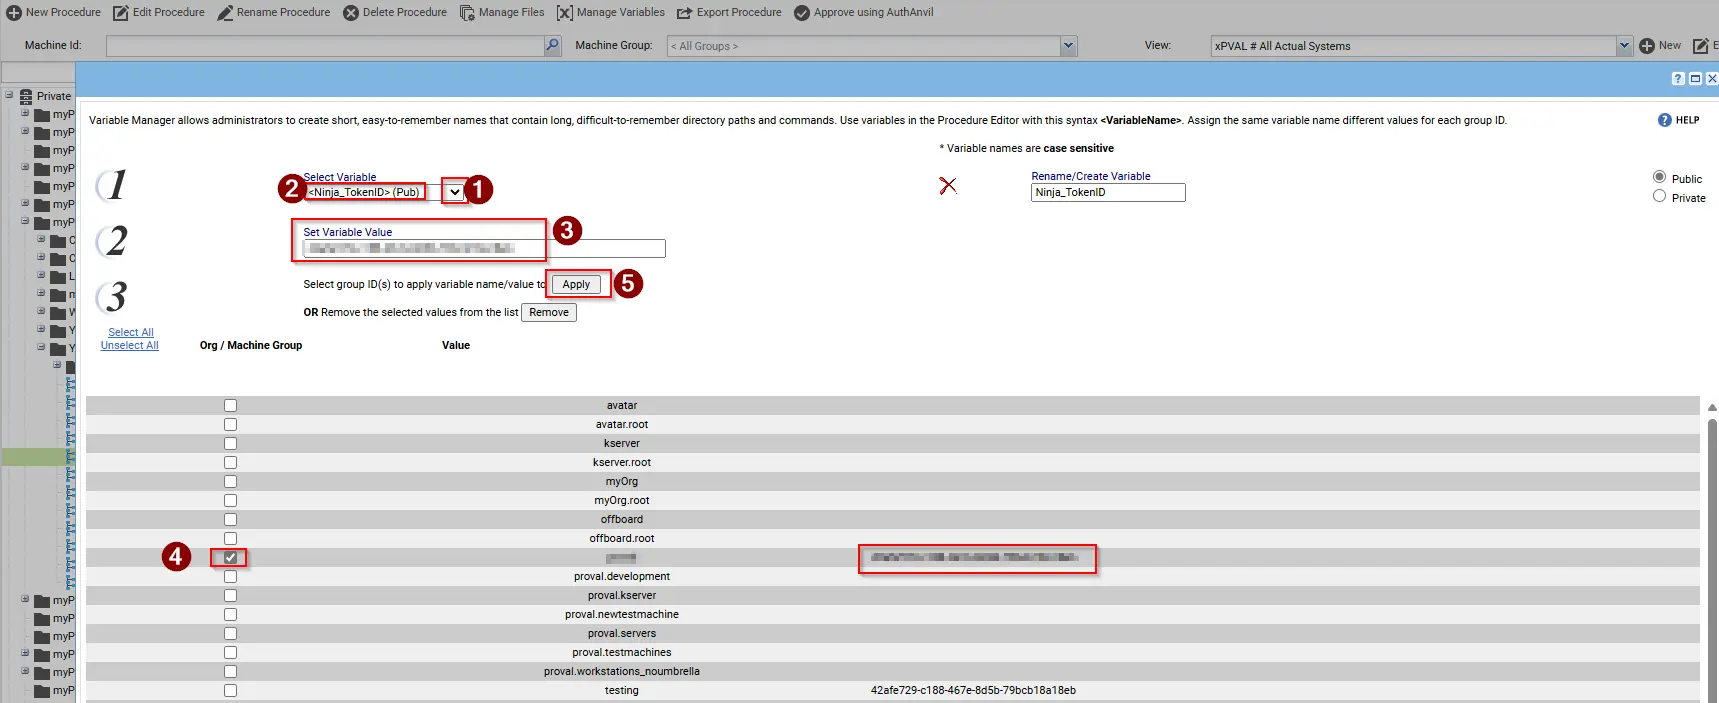 New Procedure Edit Procedure Rename Procedure Delete Procedure Manage Files Manage Variables Export Procedure Approve using AuthAnvil
Machine Id: Machine Group: < All Groups > View: xPVAL # All Actual Systems New E
Private
myP
myP
myP
myP
myP
myP
myP
C
C
L
m
W
Y
Y
myP
myP
myP
myP
myP
myP
Variable Manager allows administrators to create short, easy-to-remember names that contain long, difficult-to-remember directory paths and commands. Use variables in the Procedure Editor with this syntax <VariableName>. Assign the same variable name different values for each group ID.
HELP
* Variable names are case sensitive
1
Select Variable
2 <Ninja_TokenID> (Pub) 1
Rename/Create Variable
Ninja_TokenID
Public
Private
2
Set Variable Value
3
3
Select group ID(s) to apply variable name/value to Apply 5
OR Remove the selected values from the list Remove
Select All
Unselect All
Org / Machine Group Value
avatar
avatar.root
kserver
kserver.root
myOrg
myOrg.root
offboard
offboard.root
4
proval.development
proval.kserver
proval.newtestmachine
proval.servers
proval.testmachines
proval.workstations_noumbrella
testing 42afe729-c188-467e-8d5b-79bcb18a18eb